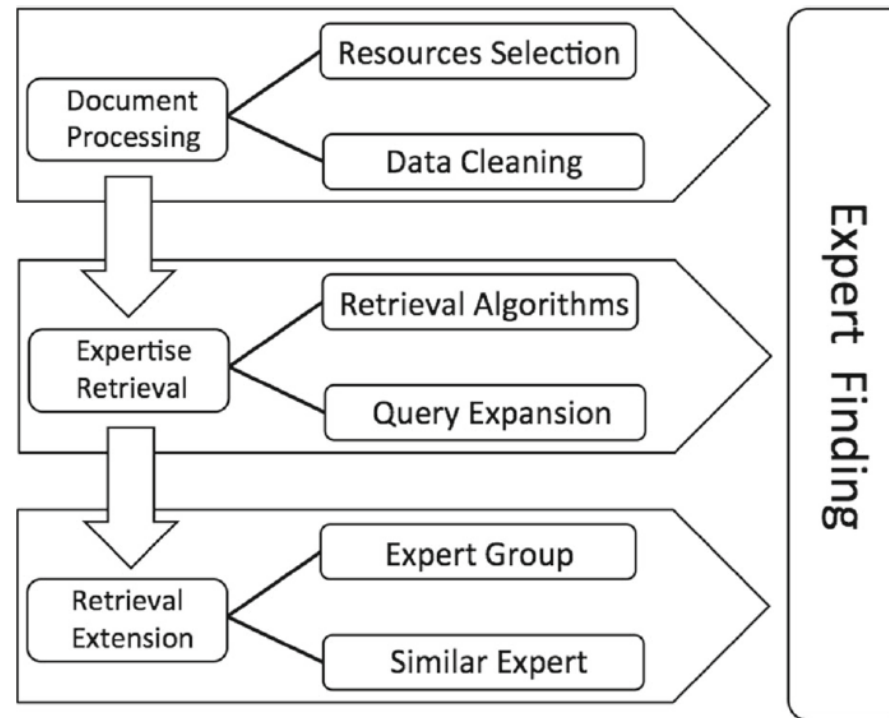 Resources Selection
Document
Processing
Data Cleaning
Retrieval Algorithms
Expertise
Retrieval
Query Expansion
Expert Group
Retrieval
Extension
Similar Expert
Expert Finding